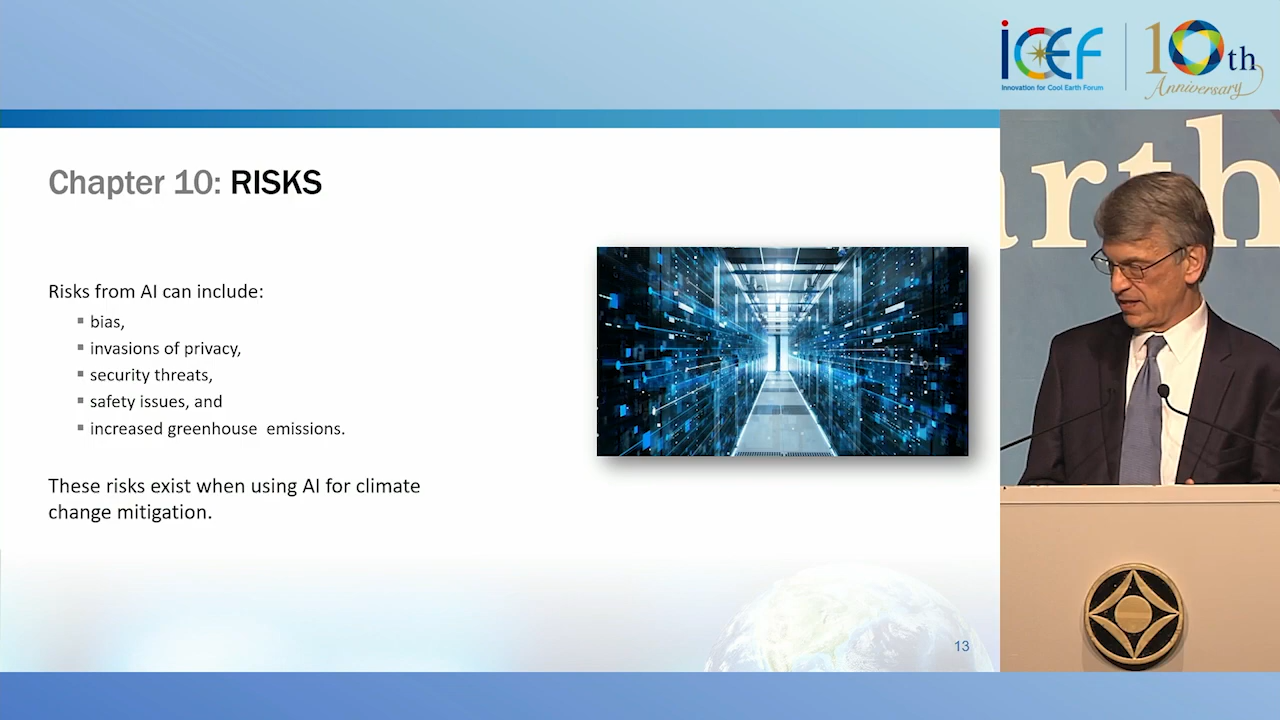 iCEF
Innovation for Cool Earth Forum
10th
Anniversary
arth
Chapter 10: RISKS
Risks from AI can include:
▪ bias,
▪ invasions of privacy,
▪ security threats,
▪ safety issues, and
▪ increased greenhouse emissions.
These risks exist when using AI for climate
change mitigation.
13